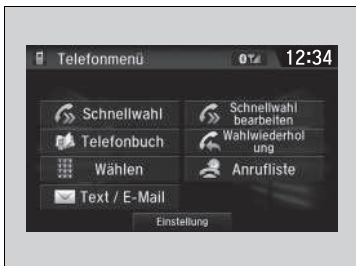 Telefonmenü
12:34
Schnellwahl
Schnellwahl
bearbeiten
Telefonbuch
Wahlwiederhol
ung
Wählen
Anrufliste
Text / E-Mail
Einstellung